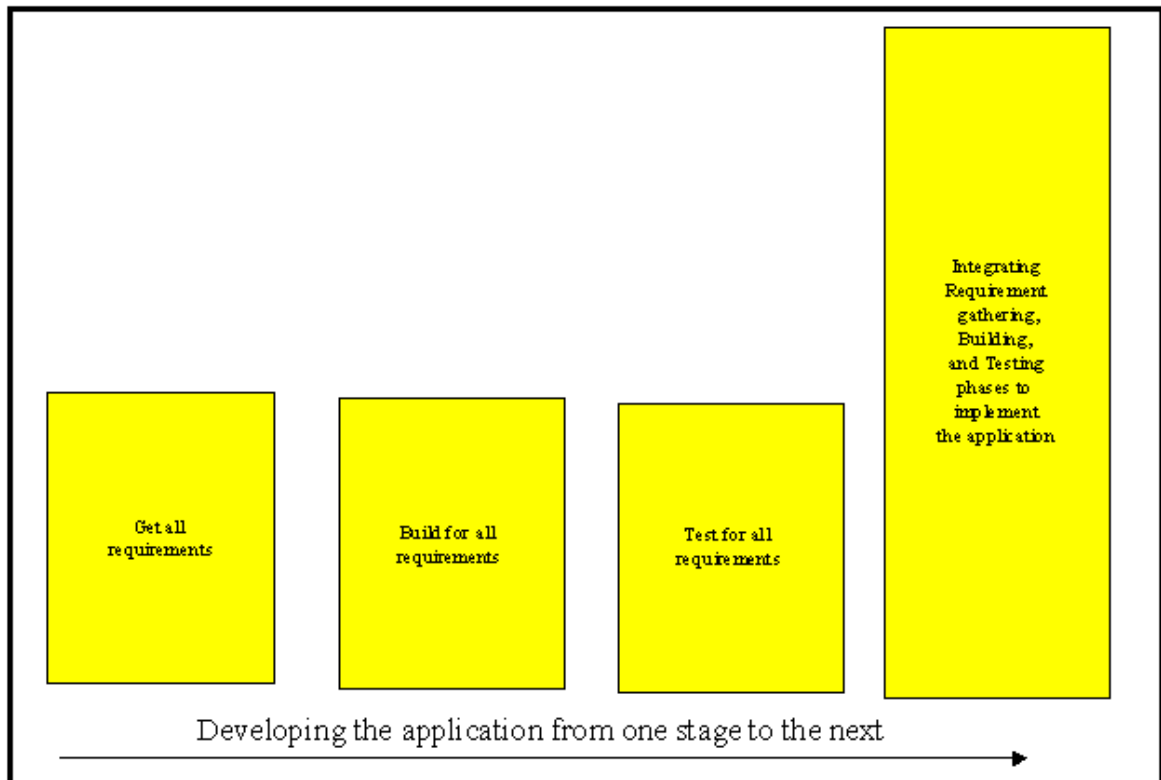 Integrating
Requirement
gathering,
Building,
and Testing
phases to
implement
the application
Get all
requirements
Build for all
requirements
Test for all
requirements
Developing the application from one stage to the next